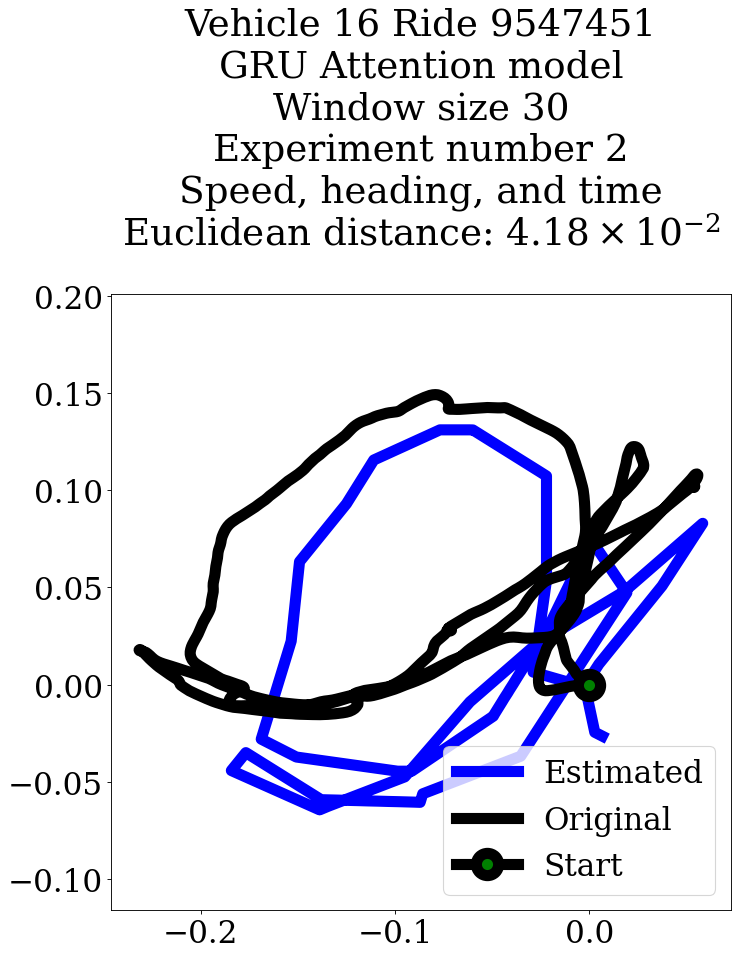 Vehicle 16 Ride 9547451
GRU Attention model
Window size 30
Experiment number 2
Speed, heading, and time
Euclidean distance: 4.18 × 10⁻²
0.20
0.15
0.10
0.05
0.00
−0.05
−0.10
Estimated
Original
Start
−0.2 −0.1 0.0